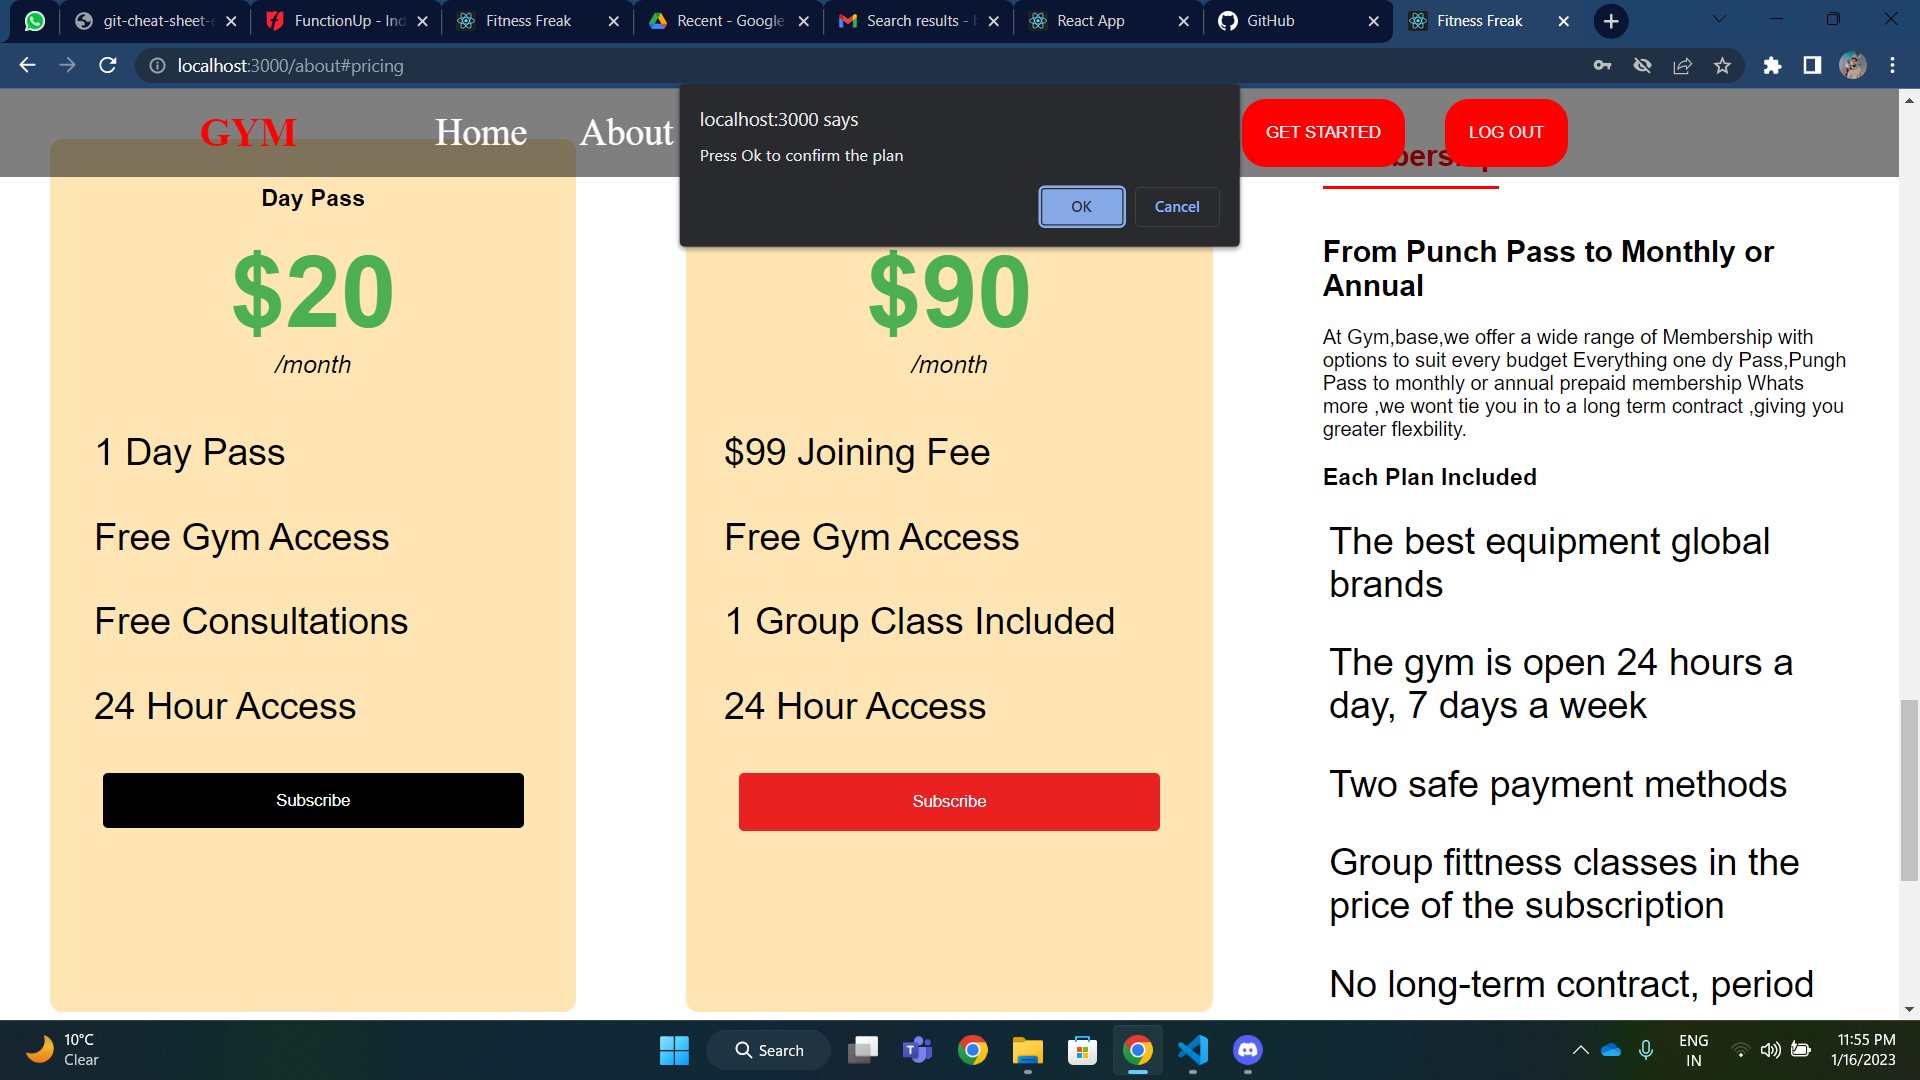 git-cheat-sheet-e
FunctionUp - Ind
Fitness Freak
Recent - Google
Search results -
React App
GitHub
Fitness Freak
localhost:3000/about#pricing
GYM
Home
About
localhost:3000 says
Press Ok to confirm the plan
OK
Cancel
GET STARTED
LOG OUT
Day Pass
$20
/month
1 Day Pass
Free Gym Access
Free Consultations
24 Hour Access
Subscribe
$90
/month
$99 Joining Fee
Free Gym Access
1 Group Class Included
24 Hour Access
Subscribe
From Punch Pass to Monthly or
Annual
At Gym,base,we offer a wide range of Membership with
options to suit every budget Everything one dy Pass,Pungh
Pass to monthly or annual prepaid membership Whats
more ,we wont tie you in to a long term contract ,giving you
greater flexbility.
Each Plan Included
The best equipment global
brands
The gym is open 24 hours a
day, 7 days a week
Two safe payment methods
Group fittness classes in the
price of the subscription
No long-term contract, period
10°C
Clear
Search
ENG
IN
11:55 PM
1/16/2023